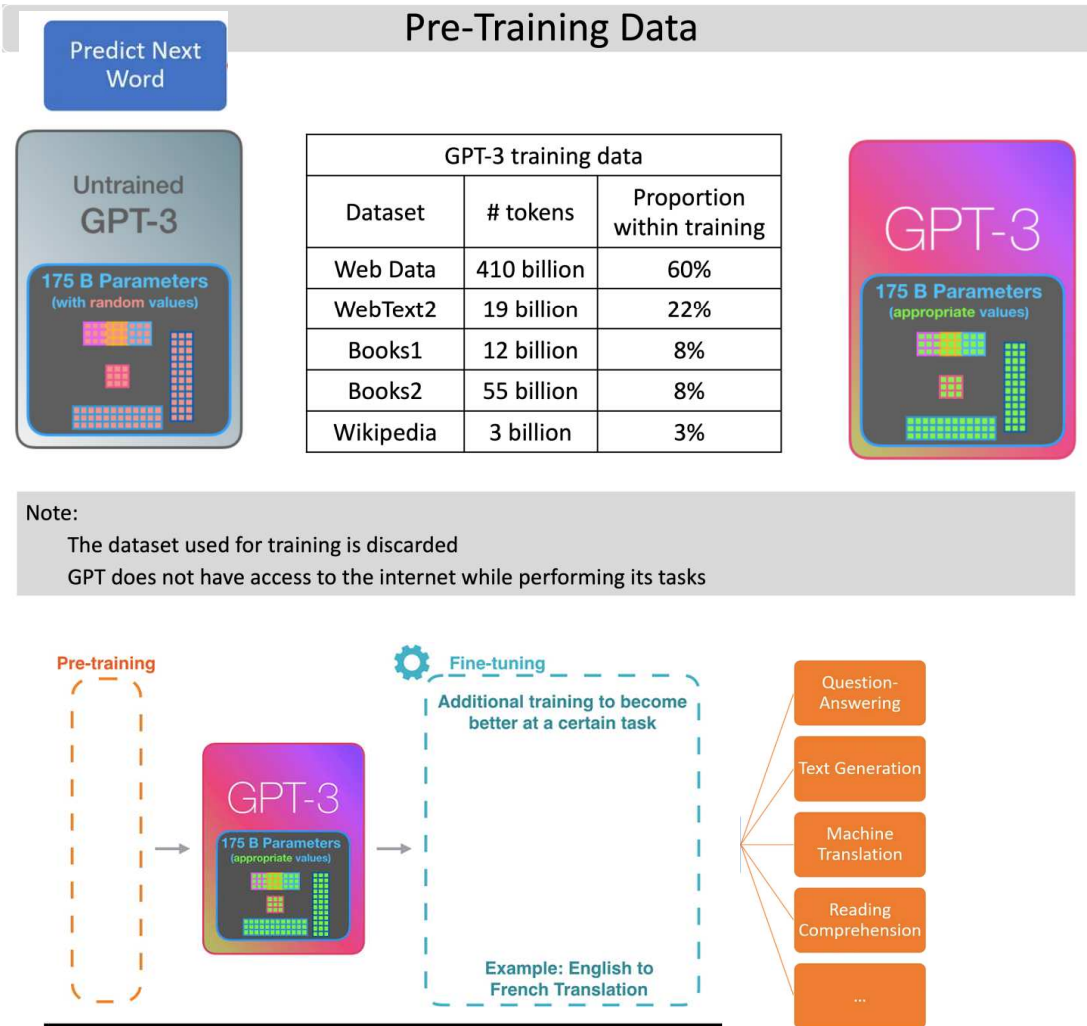 Pre-Training Data
Predict Next
Word
Untrained
GPT-3
175 B Parameters
(with random values)
GPT-3 training data
Dataset # tokens Proportion
within training
Web Data 410 billion 60%
WebText2 19 billion 22%
Books1 12 billion 8%
Books2 55 billion 8%
Wikipedia 3 billion 3%
GPT-3
175 B Parameters
(appropriate values)
Note:
The dataset used for training is discarded
GPT does not have access to the internet while performing its tasks
Pre-training
GPT-3
175 B Parameters
(appropriate values)
Fine-tuning
Additional training to become
better at a certain task
Example: English to
French Translation
Question-
Answering
Text Generation
Machine
Translation
Reading
Comprehension
...